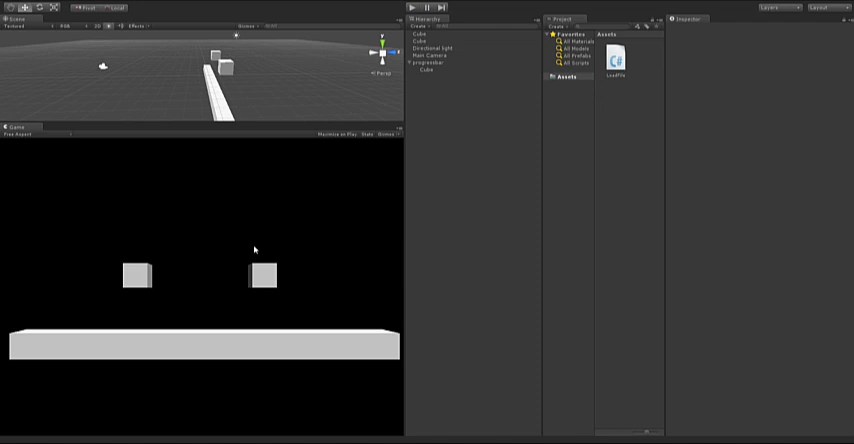 Pivot Local
Layers Layout
Scene
Textured RGB 2D Effects Gizmos
y
Persp
Game
Free Aspect Maximize on Play Stats Gizmos
Hierarchy
Create
Cube
Cube
Directional light
Main Camera
progressbar
Cube
Project
Create
Favorites
All Materials
All Models
All Prefabs
All Scripts
Assets
Assets
C#
LoadFile
Inspector